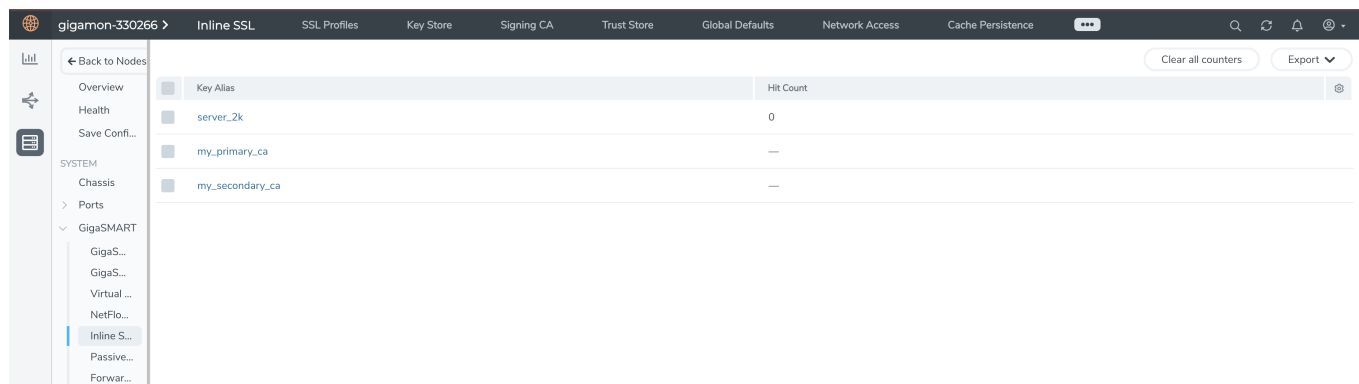 gigamon-330266 > Inline SSL SSL Profiles Key Store Signing CA Trust Store Global Defaults Network Access Cache Persistence
← Back to Nodes
Clear all counters Export
Overview
Health
Save Confi...
SYSTEM
Chassis
Ports
GigaSMART
GigaS...
GigaS...
Virtual ...
NetFlo...
Inline S...
Passive...
Forwar...
Key Alias Hit Count
server_2k 0
my_primary_ca —
my_secondary_ca —